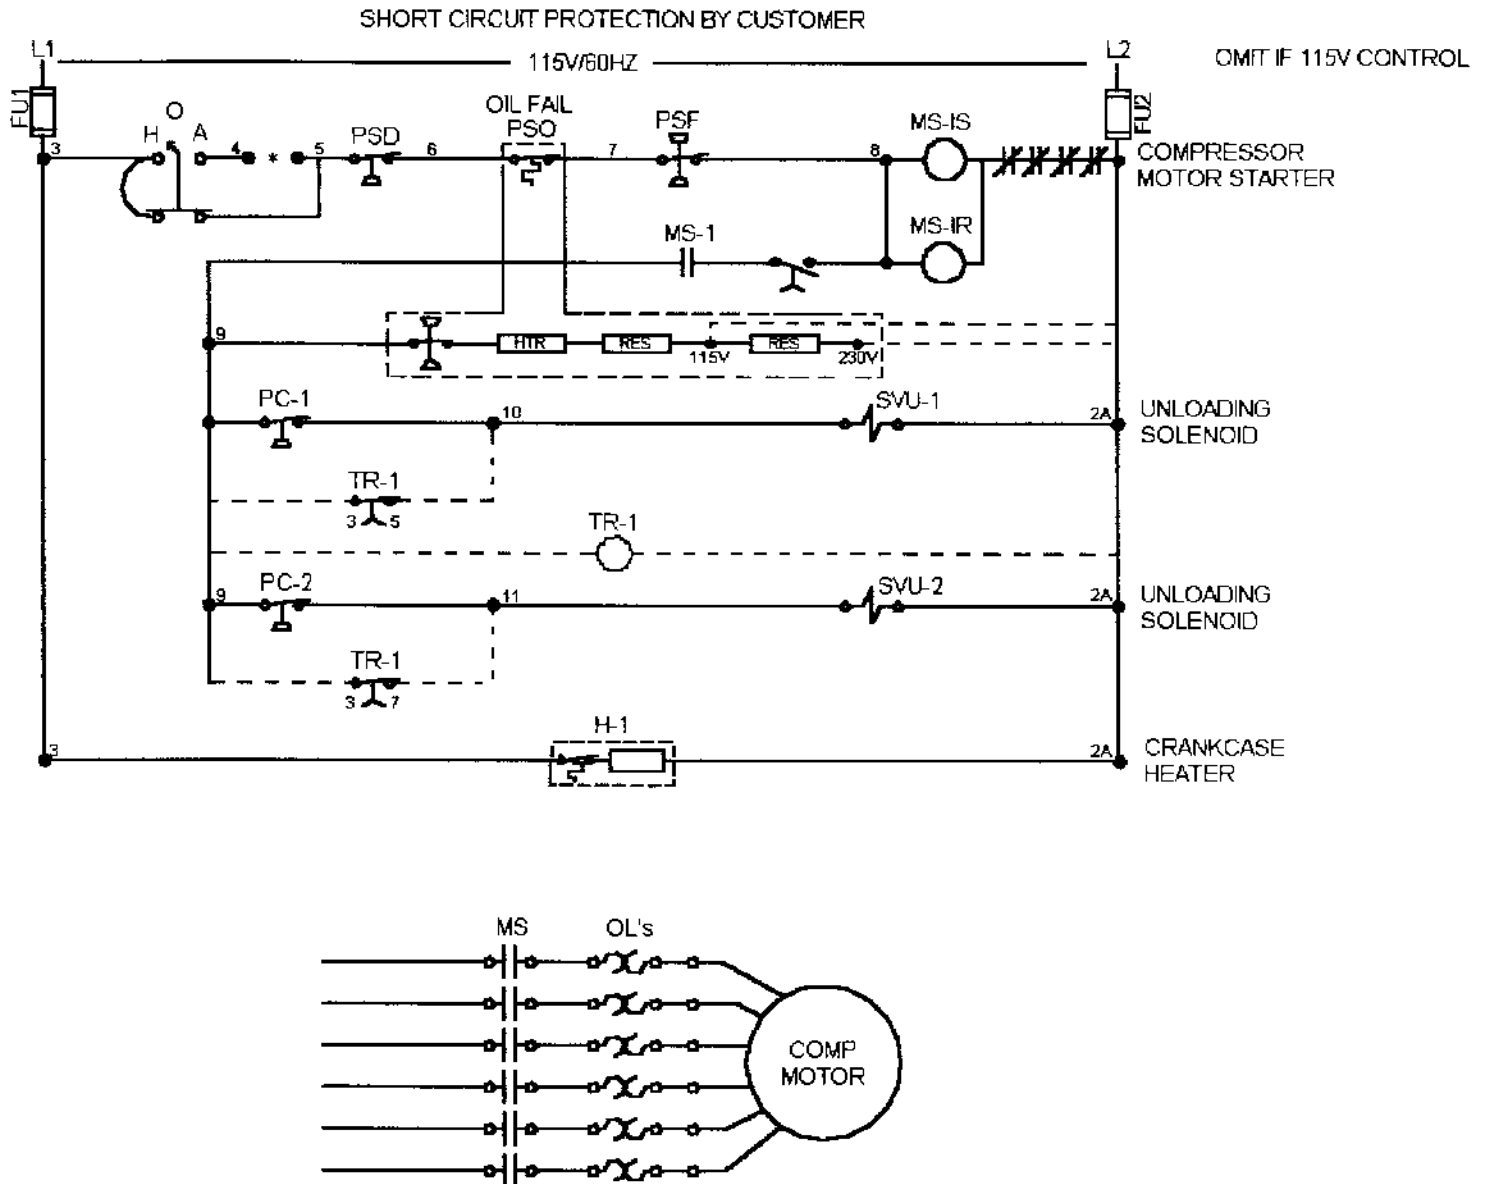 SHORT CIRCUIT PROTECTION BY CUSTOMER
L1
115V/60HZ
L2
OMIT IF 115V CONTROL
FU1
FU2
OIL FAIL
PSO
H
O
A
PSD
PSF
MS-IS
3
4
*
5
6
7
8
COMPRESSOR
MOTOR STARTER
MS-1
MS-IR
9
HTR
RES
115V
RES
230V
PC-1
10
SVU-1
2A
UNLOADING
SOLENOID
TR-1
3 5
TR-1
9
PC-2
11
SVU-2
2A
UNLOADING
SOLENOID
TR-1
3 7
3
H-1
2A
CRANKCASE
HEATER
MS
OL's
COMP
MOTOR